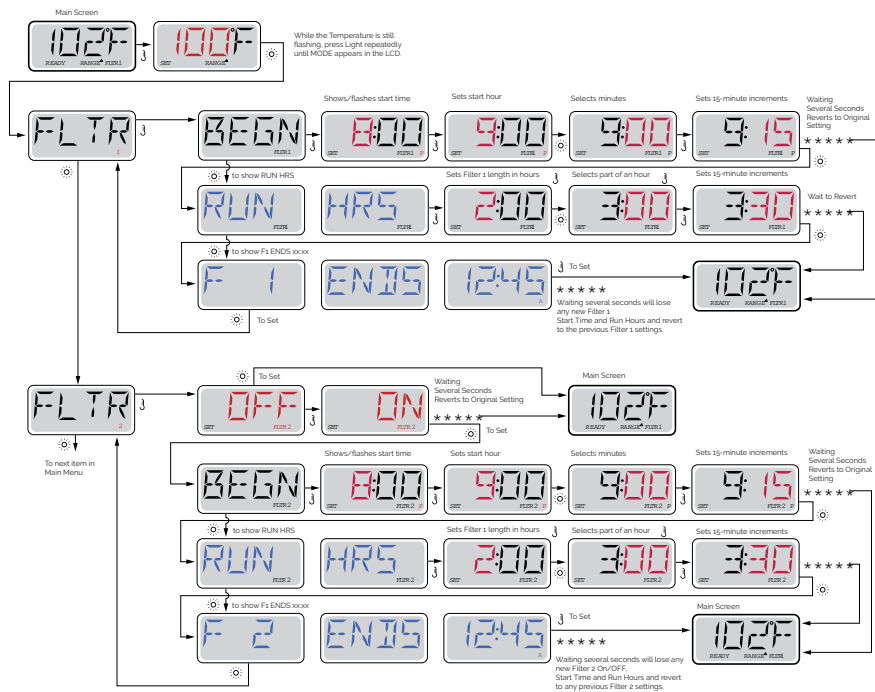 Main Screen
102°F
READY RANGE FLTR1
100°F
SET RANGE
While the Temperature is still
flashing, press Light repeatedly
until MODE appears in the LCD.
FLTR
1
BEGN
FLTR1
Shows/flashes start time
8:00
SET FLTR1 P
Sets start hour
9:00
SET FLTR1 P
Selects minutes
9:00
SET FLTR1 P
Sets 15-minute increments
9:15
SET FLTR1 P
Waiting
Several Seconds
Reverts to Original
Setting
* * * * *
to show RUN HRS
RUN
FLTR1
HRS
FLTR1
Sets Filter 1 length in hours
2:00
SET FLTR1
Selects part of an hour
3:00
SET FLTR1
Sets 15-minute increments
3:30
SET FLTR1
Wait to Revert
* * * * *
to show F1 ENDS xx:xx
F 1
ENDS
12:45
A
To Set
* * * * *
Waiting several seconds will lose
any new Filter 1
Start Time and Run Hours and revert
to the previous Filter 1 settings.
102°F
READY RANGE FLTR1
To Set
FLTR
2
To next item in
Main Menu
To Set
OFF
SET FLTR2
ON
FLTR2
Waiting
Several Seconds
Reverts to Original Setting
* * * * *
To Set
Main Screen
102°F
READY RANGE FLTR1
BEGN
FLTR2
Shows/flashes start time
8:00
SET FLTR2 P
Sets start hour
9:00
SET FLTR2 P
Selects minutes
9:00
SET FLTR2 P
Sets 15-minute increments
9:15
SET FLTR2 P
Waiting
Several Seconds
Reverts to Original
Setting
* * * * *
to show RUN HRS
RUN
FLTR2
HRS
FLTR2
Sets Filter 1 length in hours
2:00
SET FLTR2
Selects part of an hour
3:00
SET FLTR2
Sets 15-minute increments
3:30
SET FLTR2
* * * * *
to show F1 ENDS xx:xx
F 2
ENDS
12:45
A
To Set
* * * * *
Waiting several seconds will lose any
new Filter 2 On/OFF,
Start Time and Run Hours and revert
to any previous Filter 2 settings.
Main Screen
102°F
READY RANGE FLTR1